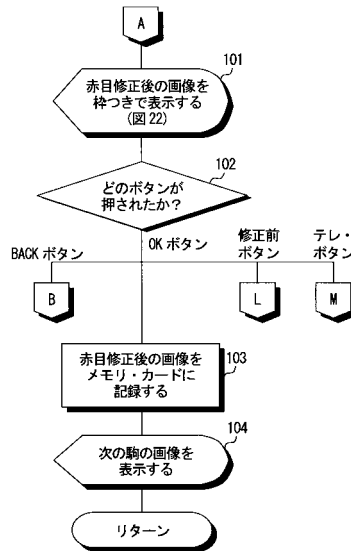 A
101
赤目修正後の画像を
枠つきで表示する
(図22)
102
どのボタンが
押されたか?
BACK ボタン
OK ボタン
修正前
ボタン
テレ・
ボタン
B
L
M
103
赤目修正後の画像を
メモリ・カードに
記録する
104
次の駒の画像を
表示する
リターン